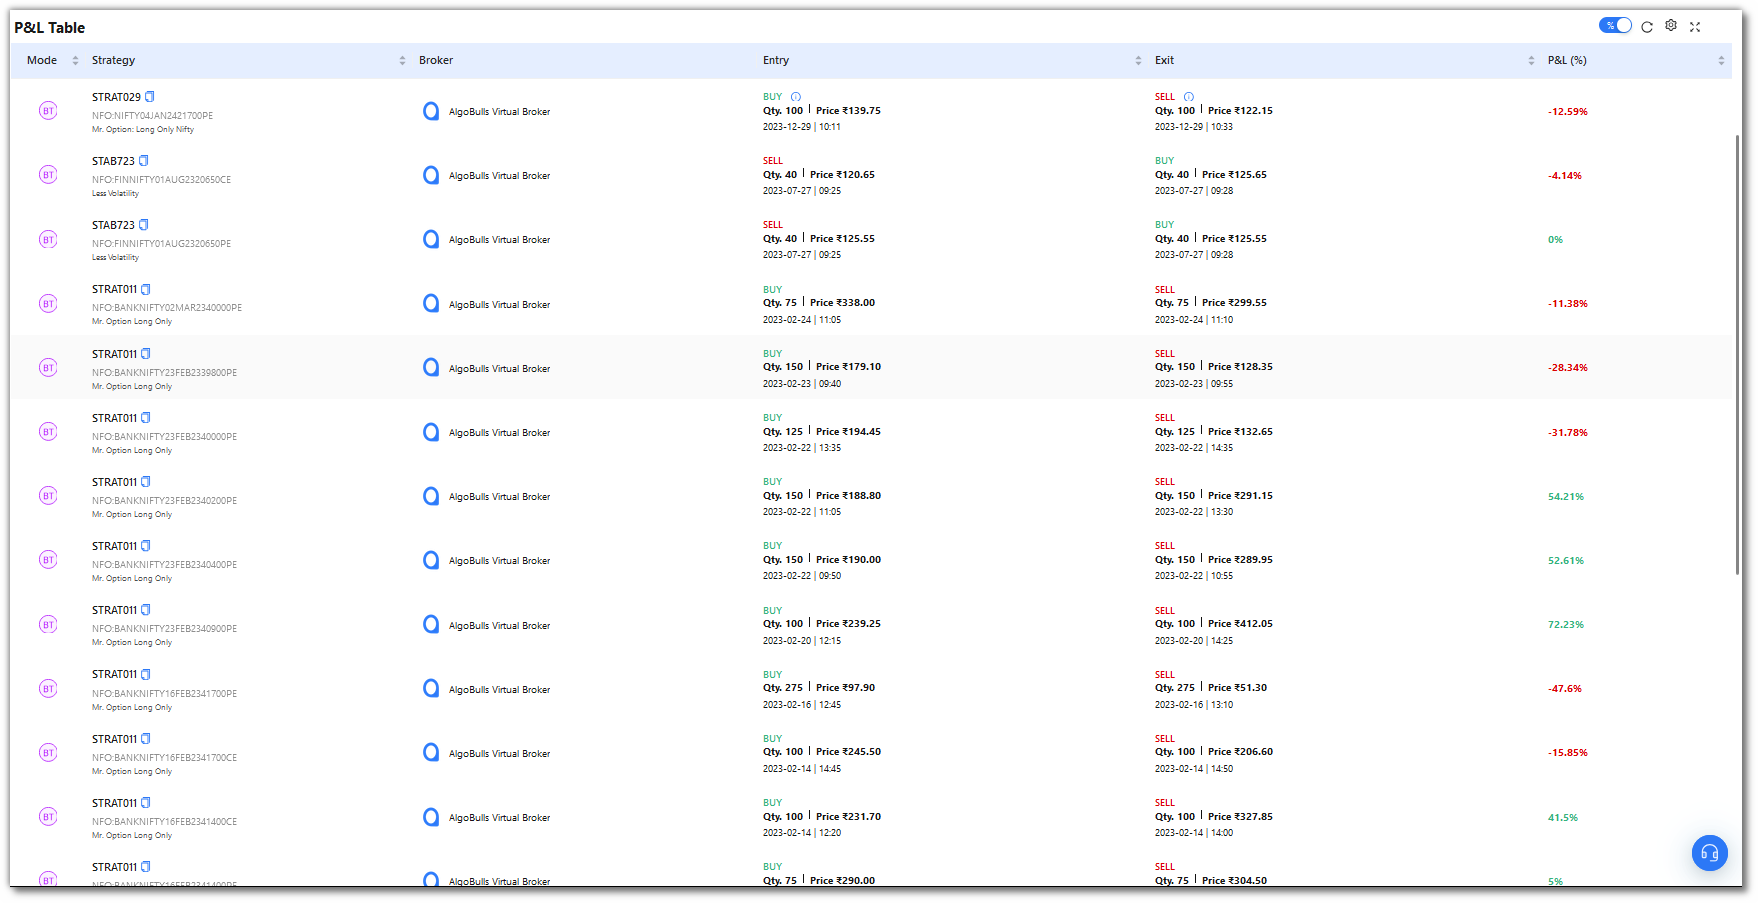 P&L Table
%
Mode Strategy Broker Entry Exit P&L (%)
BT
STRAT029
NFO:NIFTY04JAN2421700PE
Mr. Option: Long Only Nifty
AlgoBulls Virtual Broker
BUY
Qty. 100 | Price ₹139.75
2023-12-29 | 10:11
SELL
Qty. 100 | Price ₹122.15
2023-12-29 | 10:33
-12.59%
BT
STAB723
NFO:FINNIFTY01AUG2320650CE
Less Volatility
AlgoBulls Virtual Broker
SELL
Qty. 40 | Price ₹120.65
2023-07-27 | 09:25
BUY
Qty. 40 | Price ₹125.65
2023-07-27 | 09:28
-4.14%
BT
STAB723
NFO:FINNIFTY01AUG2320650PE
Less Volatility
AlgoBulls Virtual Broker
SELL
Qty. 40 | Price ₹125.55
2023-07-27 | 09:25
BUY
Qty. 40 | Price ₹125.55
2023-07-27 | 09:28
0%
BT
STRAT011
NFO:BANKNIFTY02MAR2340000PE
Mr. Option Long Only
AlgoBulls Virtual Broker
BUY
Qty. 75 | Price ₹338.00
2023-02-24 | 11:05
SELL
Qty. 75 | Price ₹299.55
2023-02-24 | 11:10
-11.38%
BT
STRAT011
NFO:BANKNIFTY23FEB2339800PE
Mr. Option Long Only
AlgoBulls Virtual Broker
BUY
Qty. 150 | Price ₹179.10
2023-02-23 | 09:40
SELL
Qty. 150 | Price ₹128.35
2023-02-23 | 09:55
-28.34%
BT
STRAT011
NFO:BANKNIFTY23FEB2340000PE
Mr. Option Long Only
AlgoBulls Virtual Broker
BUY
Qty. 125 | Price ₹194.45
2023-02-22 | 13:35
SELL
Qty. 125 | Price ₹132.65
2023-02-22 | 14:35
-31.78%
BT
STRAT011
NFO:BANKNIFTY23FEB2340200PE
Mr. Option Long Only
AlgoBulls Virtual Broker
BUY
Qty. 150 | Price ₹188.80
2023-02-22 | 11:05
SELL
Qty. 150 | Price ₹291.15
2023-02-22 | 13:30
54.21%
BT
STRAT011
NFO:BANKNIFTY23FEB2340400PE
Mr. Option Long Only
AlgoBulls Virtual Broker
BUY
Qty. 150 | Price ₹190.00
2023-02-22 | 09:50
SELL
Qty. 150 | Price ₹289.95
2023-02-22 | 10:55
52.61%
BT
STRAT011
NFO:BANKNIFTY23FEB2340900PE
Mr. Option Long Only
AlgoBulls Virtual Broker
BUY
Qty. 100 | Price ₹239.25
2023-02-20 | 12:15
SELL
Qty. 100 | Price ₹412.05
2023-02-20 | 14:25
72.23%
BT
STRAT011
NFO:BANKNIFTY16FEB2341700PE
Mr. Option Long Only
AlgoBulls Virtual Broker
BUY
Qty. 275 | Price ₹97.90
2023-02-16 | 12:45
SELL
Qty. 275 | Price ₹51.30
2023-02-16 | 13:10
-47.6%
BT
STRAT011
NFO:BANKNIFTY16FEB2341700CE
Mr. Option Long Only
AlgoBulls Virtual Broker
BUY
Qty. 100 | Price ₹245.50
2023-02-14 | 14:45
SELL
Qty. 100 | Price ₹206.60
2023-02-14 | 14:50
-15.85%
BT
STRAT011
NFO:BANKNIFTY16FEB2341400CE
Mr. Option Long Only
AlgoBulls Virtual Broker
BUY
Qty. 100 | Price ₹231.70
2023-02-14 | 12:20
SELL
Qty. 100 | Price ₹327.85
2023-02-14 | 14:00
41.5%
BT
STRAT011
NFO:BANKNIFTY16FEB2341400PE
AlgoBulls Virtual Broker
BUY
Qty. 75 | Price ₹290.00
SELL
Qty. 75 | Price ₹304.50
5%